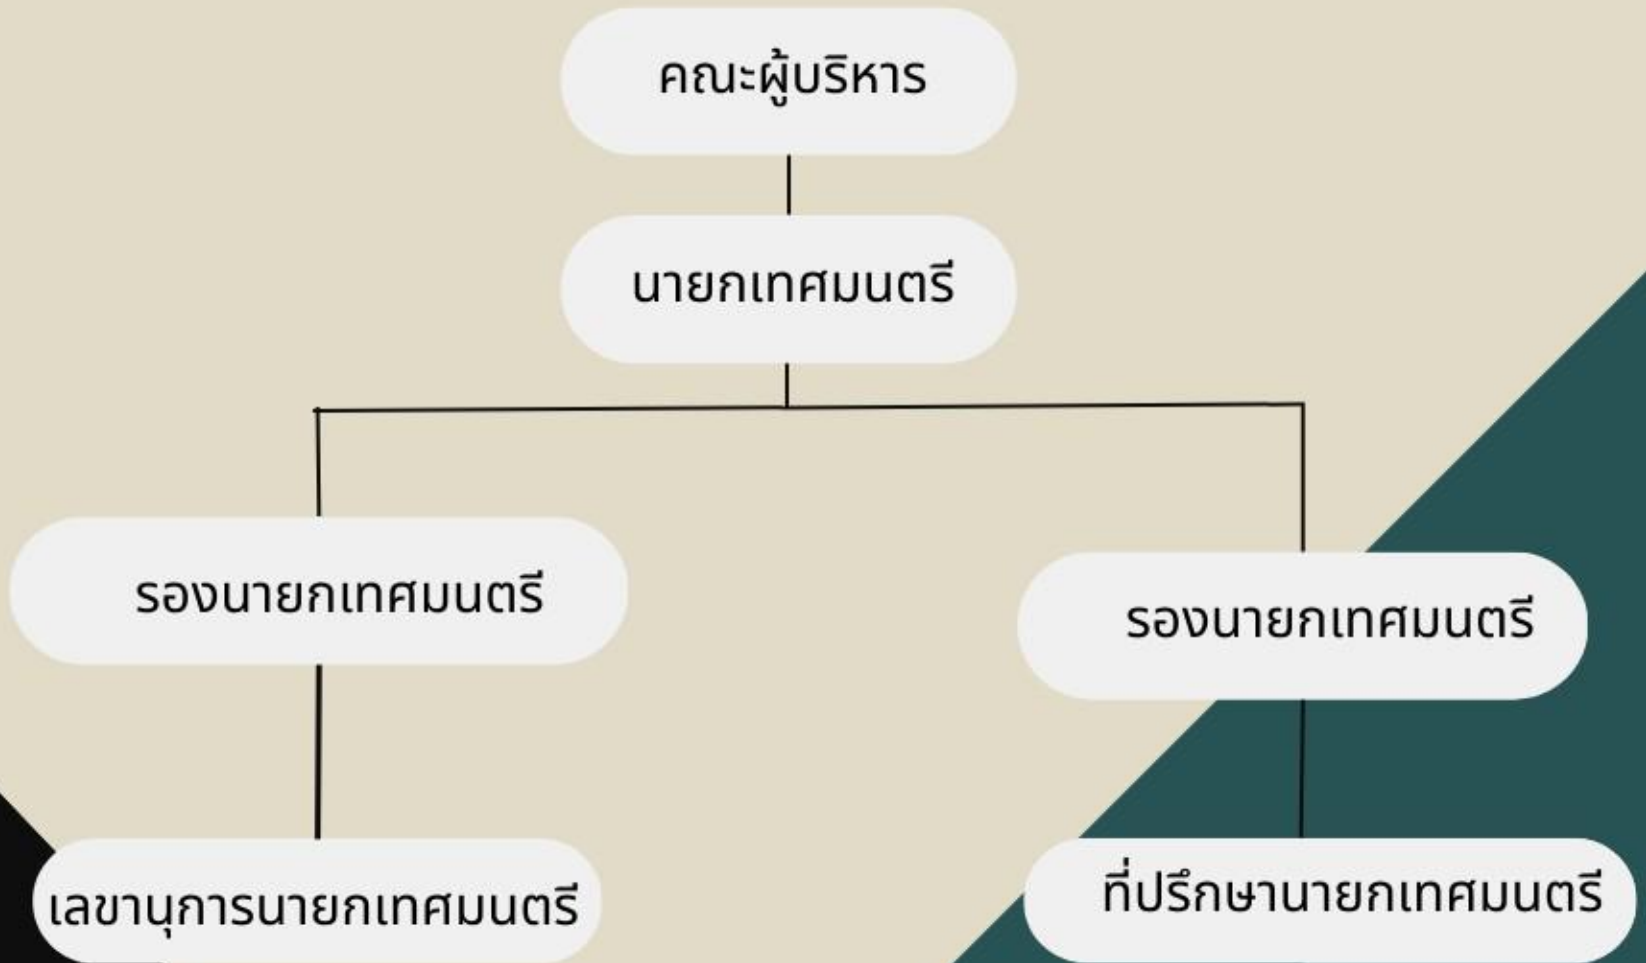 คณะผู้บริหาร
นายกเทศมนตรี
รองนายกเทศมนตรี
รองนายกเทศมนตรี
เลขานุการนายกเทศมนตรี
ที่ปรึกษานายกเทศมนตรี